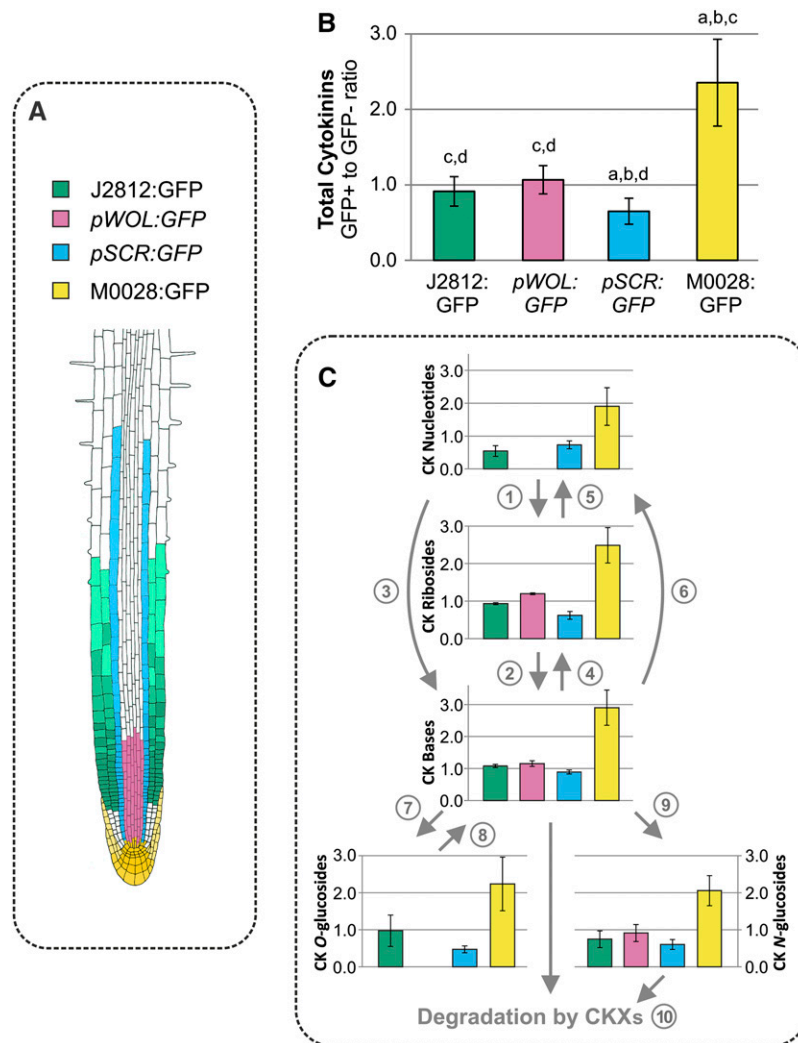 A
J2812:GFP
pWOL:GFP
pSCR:GFP
M0028:GFP
B
Total Cytokinins
GFP+ to GFP- ratio
3.0
2.0
1.0
0.0
c,d
c,d
a,b,d
a,b,c
J2812:
GFP
pWOL:
GFP
pSCR:
GFP
M0028:
GFP
C
CK Nucleotides
3.0
2.0
1.0
0.0
1
5
CK Ribosides
3.0
2.0
1.0
0.0
3
6
2
4
CK Bases
3.0
2.0
1.0
0.0
7
8
9
CK O-glucosides
3.0
2.0
1.0
0.0
3.0
2.0
1.0
0.0
CK N-glucosides
Degradation by CKXs 10